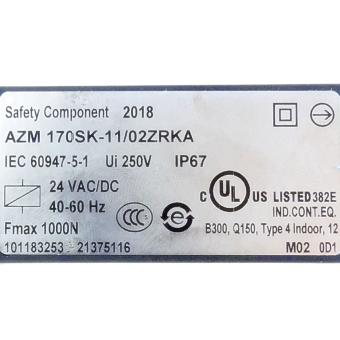 Safety Component 2018
AZM 170SK-11/02ZRKA
IEC 60947-5-1 Ui 250V IP67
24 VAC/DC
40-60 Hz
Fmax 1000N
101183253 21375116
CCC
C UL US LISTED 382E
IND.CONT.EQ.
B300, Q150, Type 4 Indoor, 12
M02 0D1